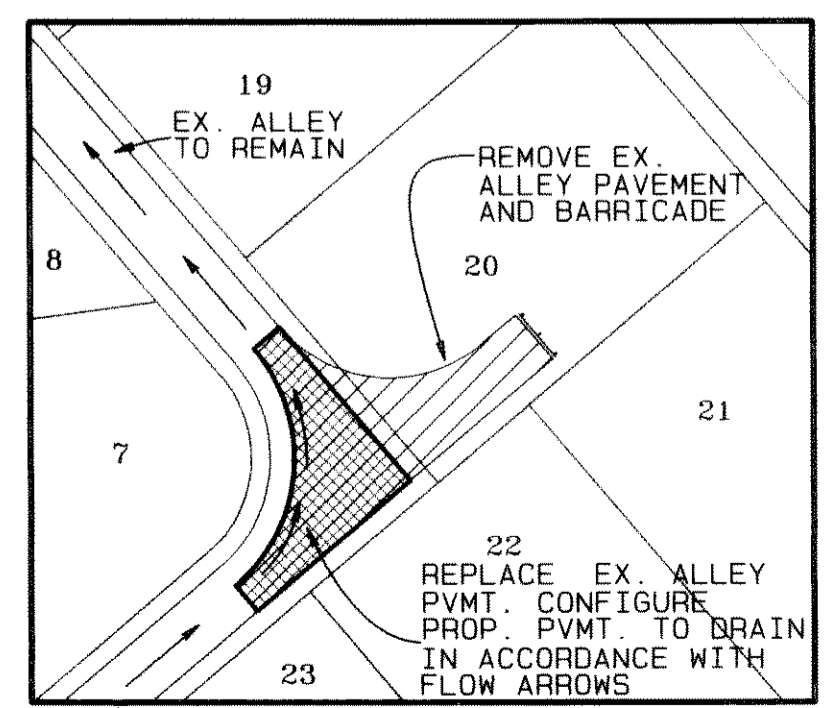 19
EX. ALLEY
TO REMAIN
REMOVE EX.
ALLEY PAVEMENT
AND BARRICADE
8
20
21
7
22
REPLACE EX. ALLEY
PVMT. CONFIGURE
PROP. PVMT. TO DRAIN
IN ACCORDANCE WITH
FLOW ARROWS
23